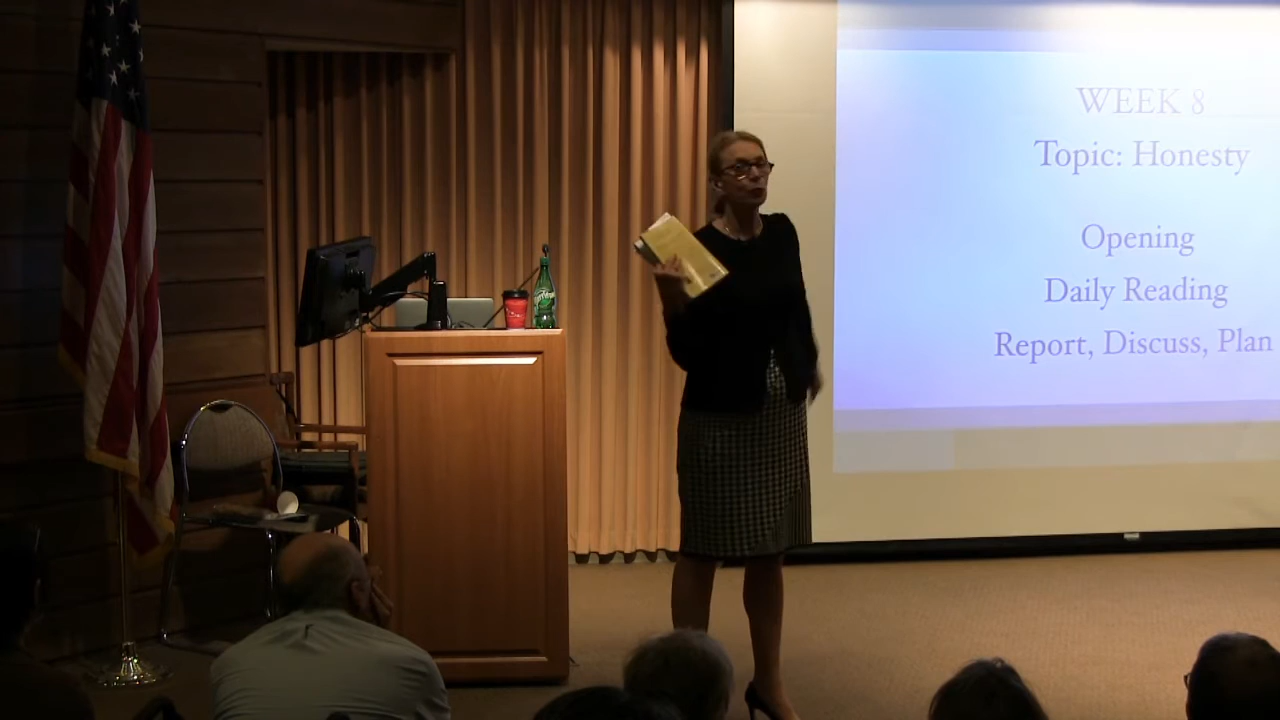 WEEK 8
Topic: Honesty
Opening
Daily Reading
Report, Discuss, Plan